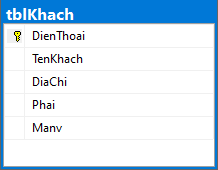 tblKhach
DienThoai
TenKhach
DiaChi
Phai
Manv